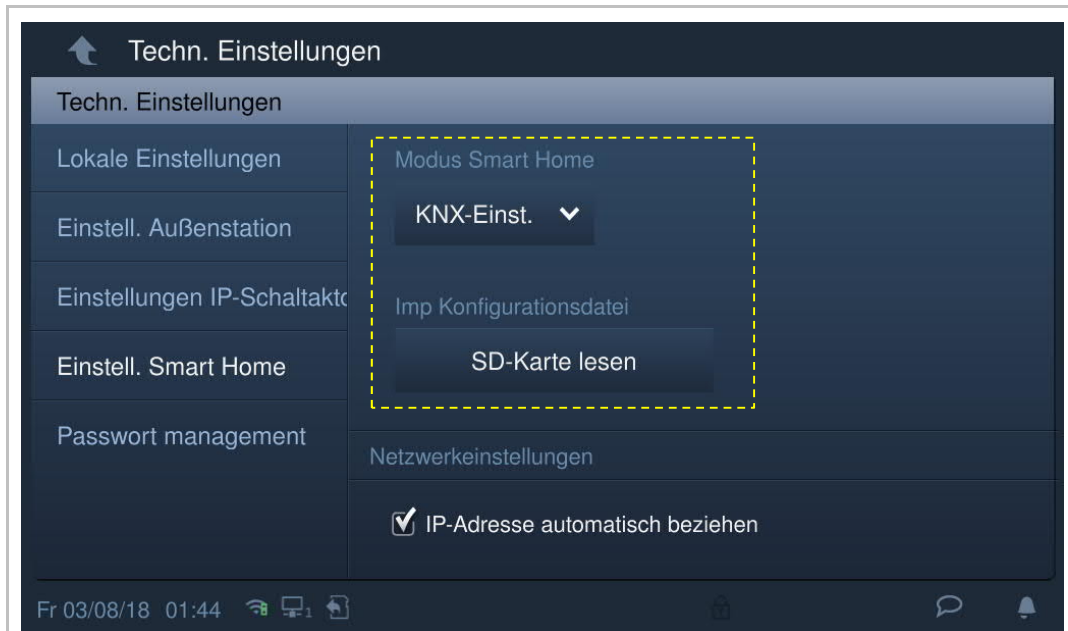 Techn. Einstellungen
Techn. Einstellungen
Lokale Einstellungen
Einstell. Außenstation
Einstellungen IP-Schaltakto
Einstell. Smart Home
Passwort management
Modus Smart Home
KNX-Einst.
Imp Konfigurationsdatei
SD-Karte lesen
Netzwerkeinstellungen
IP-Adresse automatisch beziehen
Fr 03/08/18 01:44 1